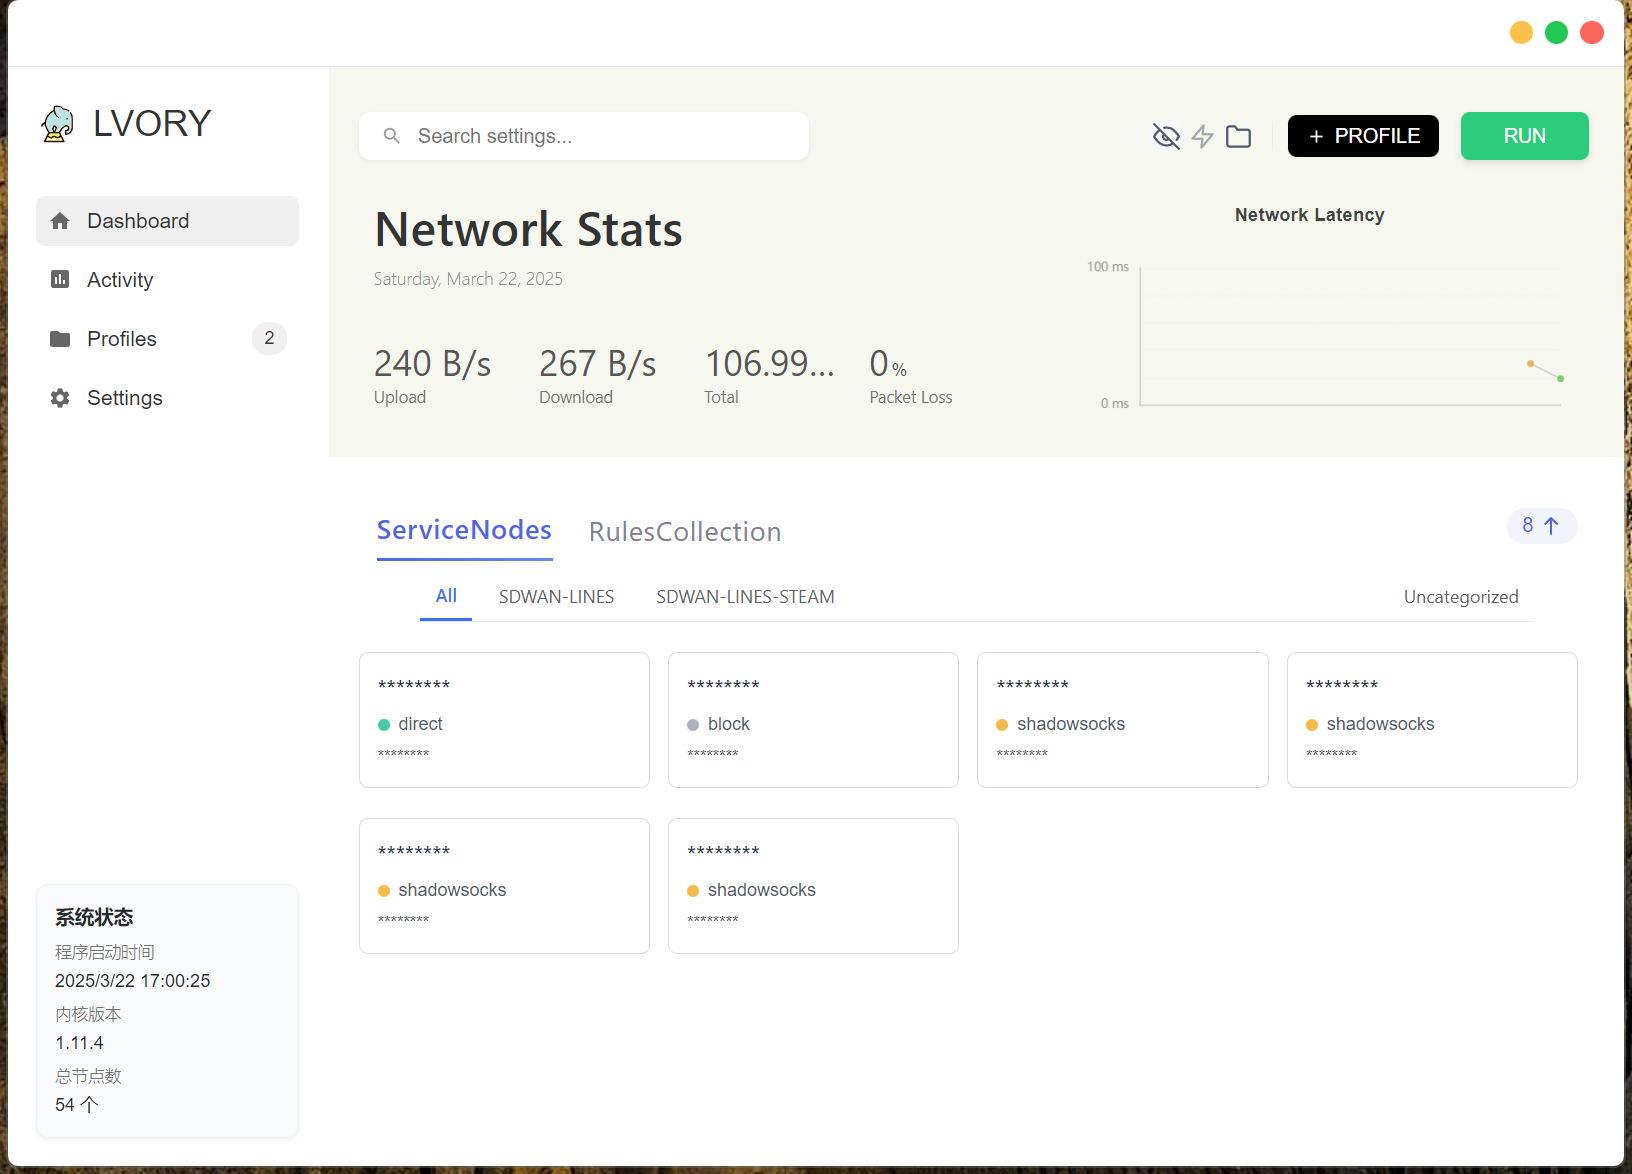 LVORY
Dashboard
Activity
Profiles
2
Settings
系统状态
程序启动时间
2025/3/22 17:00:25
内核版本
1.11.4
总节点数
54 个
Search settings...
+ PROFILE
RUN
Network Stats
Saturday, March 22, 2025
240 B/s
Upload
267 B/s
Download
106.99...
Total
0 %
Packet Loss
Network Latency
100 ms
0 ms
ServiceNodes
RulesCollection
8 ↑
All
SDWAN-LINES
SDWAN-LINES-STEAM
Uncategorized
********
direct
********
********
block
********
********
shadowsocks
********
********
shadowsocks
********
********
shadowsocks
********
********
shadowsocks
********